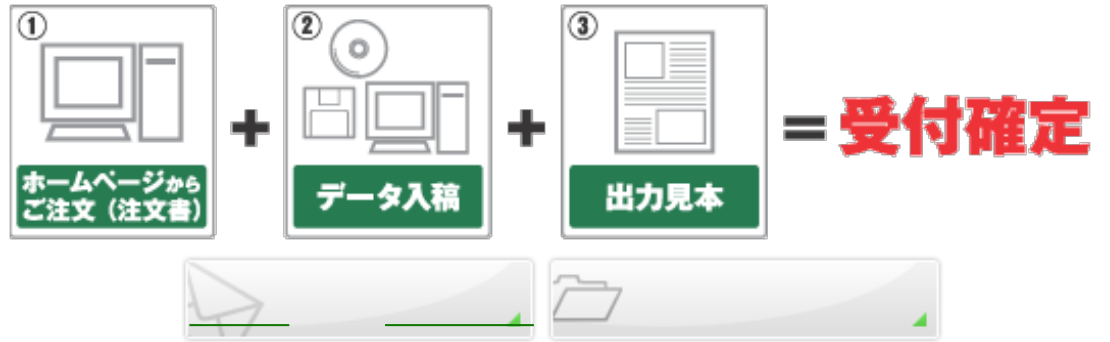 ①
ホームページから
ご注文（注文書）
+
②
データ入稿
+
③
出力見本
=
受付確定